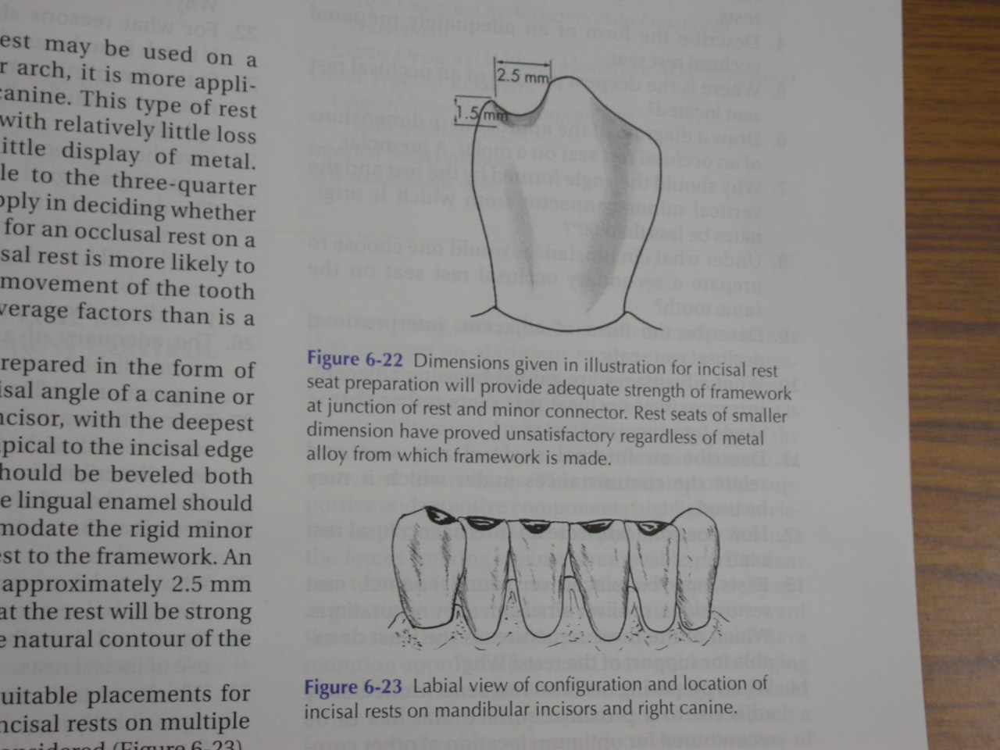 est may be used on a
r arch, it is more appli-
canine. This type of rest
with relatively little loss
ittle display of metal.
le to the three-quarter
pply in deciding whether
for an occlusal rest on a
sal rest is more likely to
movement of the tooth
verage factors than is a
repared in the form of
isal angle of a canine or
ncisor, with the deepest
apical to the incisal edge
hould be beveled both
e lingual enamel should
modate the rigid minor
est to the framework. An
approximately 2.5 mm
at the rest will be strong
e natural contour of the
uitable placements for
ncisal rests on multiple
onsidered (Figure 6-23).
2.5 mm
1.5 mm
Figure 6-22 Dimensions given in illustration for incisal rest
seat preparation will provide adequate strength of framework
at junction of rest and minor connector. Rest seats of smaller
dimension have proved unsatisfactory regardless of metal
alloy from which framework is made.
Figure 6-23 Labial view of configuration and location of
incisal rests on mandibular incisors and right canine.